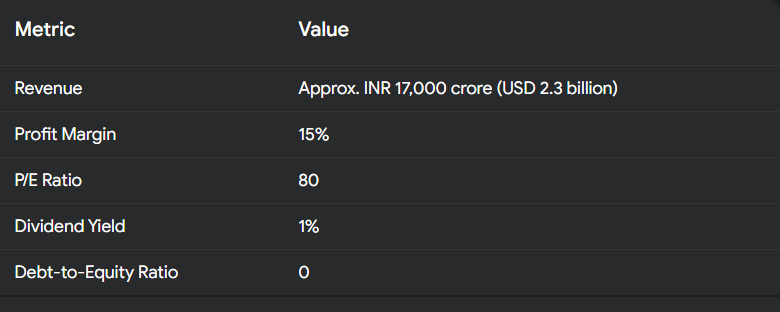 Metric Value
Revenue Approx. INR 17,000 crore (USD 2.3 billion)
Profit Margin 15%
P/E Ratio 80
Dividend Yield 1%
Debt-to-Equity Ratio 0